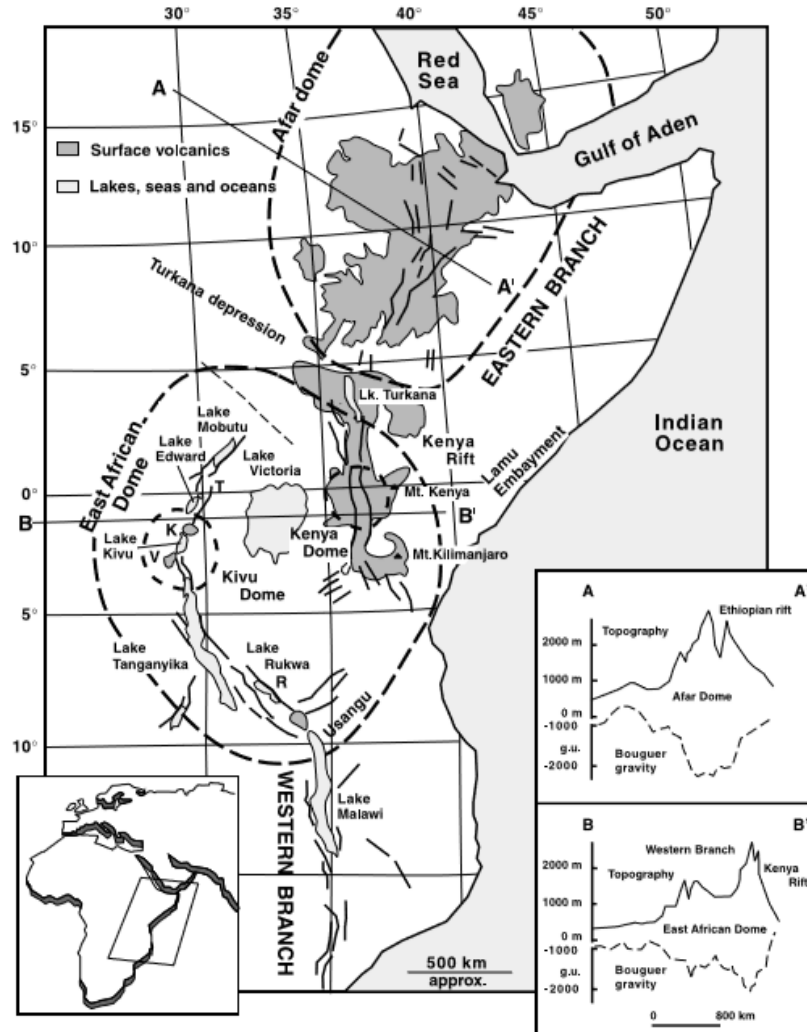 30°
35°
40°
45°
50°
A
Afar dome
Red
Sea
15°
Surface volcanics
Lakes, seas and oceans
Gulf of Aden
10°
Turkana depression
A'
EASTERN BRANCH
5°
Lk. Turkana
Lake
Mobutu
Lake
Edward
Lake
Victoria
Kenya
Rift
Lamu
Embayment
Indian
Ocean
East African
Dome
0°
T
Mt. Kenya
B
K
B'
Lake
Kivu
V
Kenya
Dome
Mt.Kilimanjaro
Kivu
Dome
5°
Lake
Tanganyika
Lake
Rukwa
R
Usangu
10°
WESTERN BRANCH
Lake
Malawi
500 km
approx.
A
A'
Ethiopian rift
2000 m
Topography
1000 m
Afar Dome
0 m
-1000
g.u.
Bouguer
gravity
-2000
B
B'
Western Branch
2000 m
Topography
Kenya
Rift
1000 m
0 m
East African Dome
-1000
g.u.
Bouguer
gravity
-2000
0
800 km